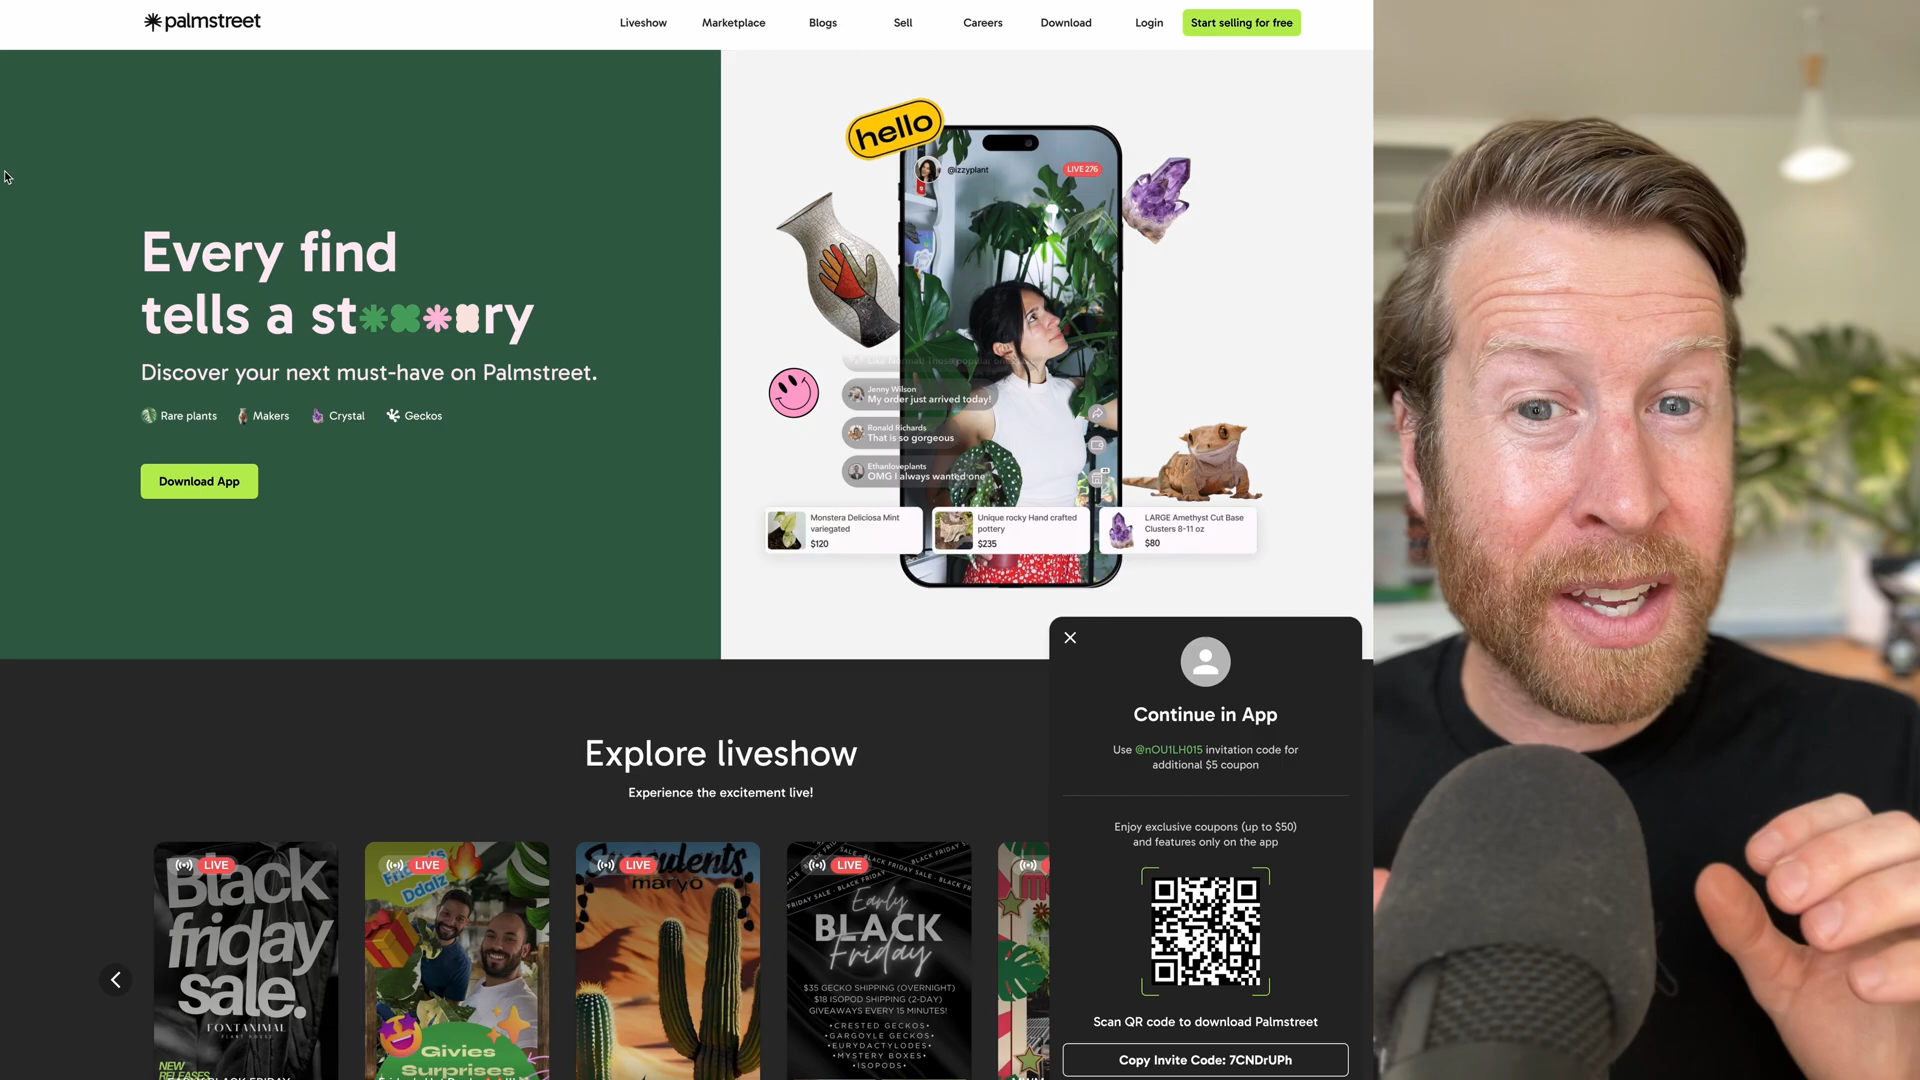 palmstreet
Liveshow
Marketplace
Blogs
Sell
Careers
Download
Login
Start selling for free
Every find
tells a st ry
Discover your next must-have on Palmstreet.
Rare plants
Makers
Crystal
Geckos
Download App
hello
@izzyplant
LIVE 276
Jenny Wilson
My order just arrived today!
Ronald Richards
That is so gorgeous
Ethanloveplants
OMG I always wanted one
Monstera Deliciosa Mint
variegated
$120
Unique rocky Hand crafted
pottery
$235
LARGE Amethyst Cut Base
Clusters 8-11 oz
$80
Explore liveshow
Experience the excitement live!
LIVE
Black
friday
sale.
FONTANIMAL
PLANT HOUSE
NEW
RELEASES
LIVE
Givies
Surprises
LIVE
Succulents
maryo
LIVE
Early
BLACK
Friday
$35 GECKO SHIPPING (OVERNIGHT)
$18 ISOPOD SHIPPING (2-DAY)
GIVEAWAYS EVERY 15 MINUTES!
•CRESTED GECKOS•
•GARGOYLE GECKOS•
•EURYDACTYLODES•
•MYSTERY BOXES•
•ISOPODS•
Continue in App
Use @nOU1LH015 invitation code for
additional $5 coupon
Enjoy exclusive coupons (up to $50)
and features only on the app
Scan QR code to download Palmstreet
Copy Invite Code: 7CNDrUPh